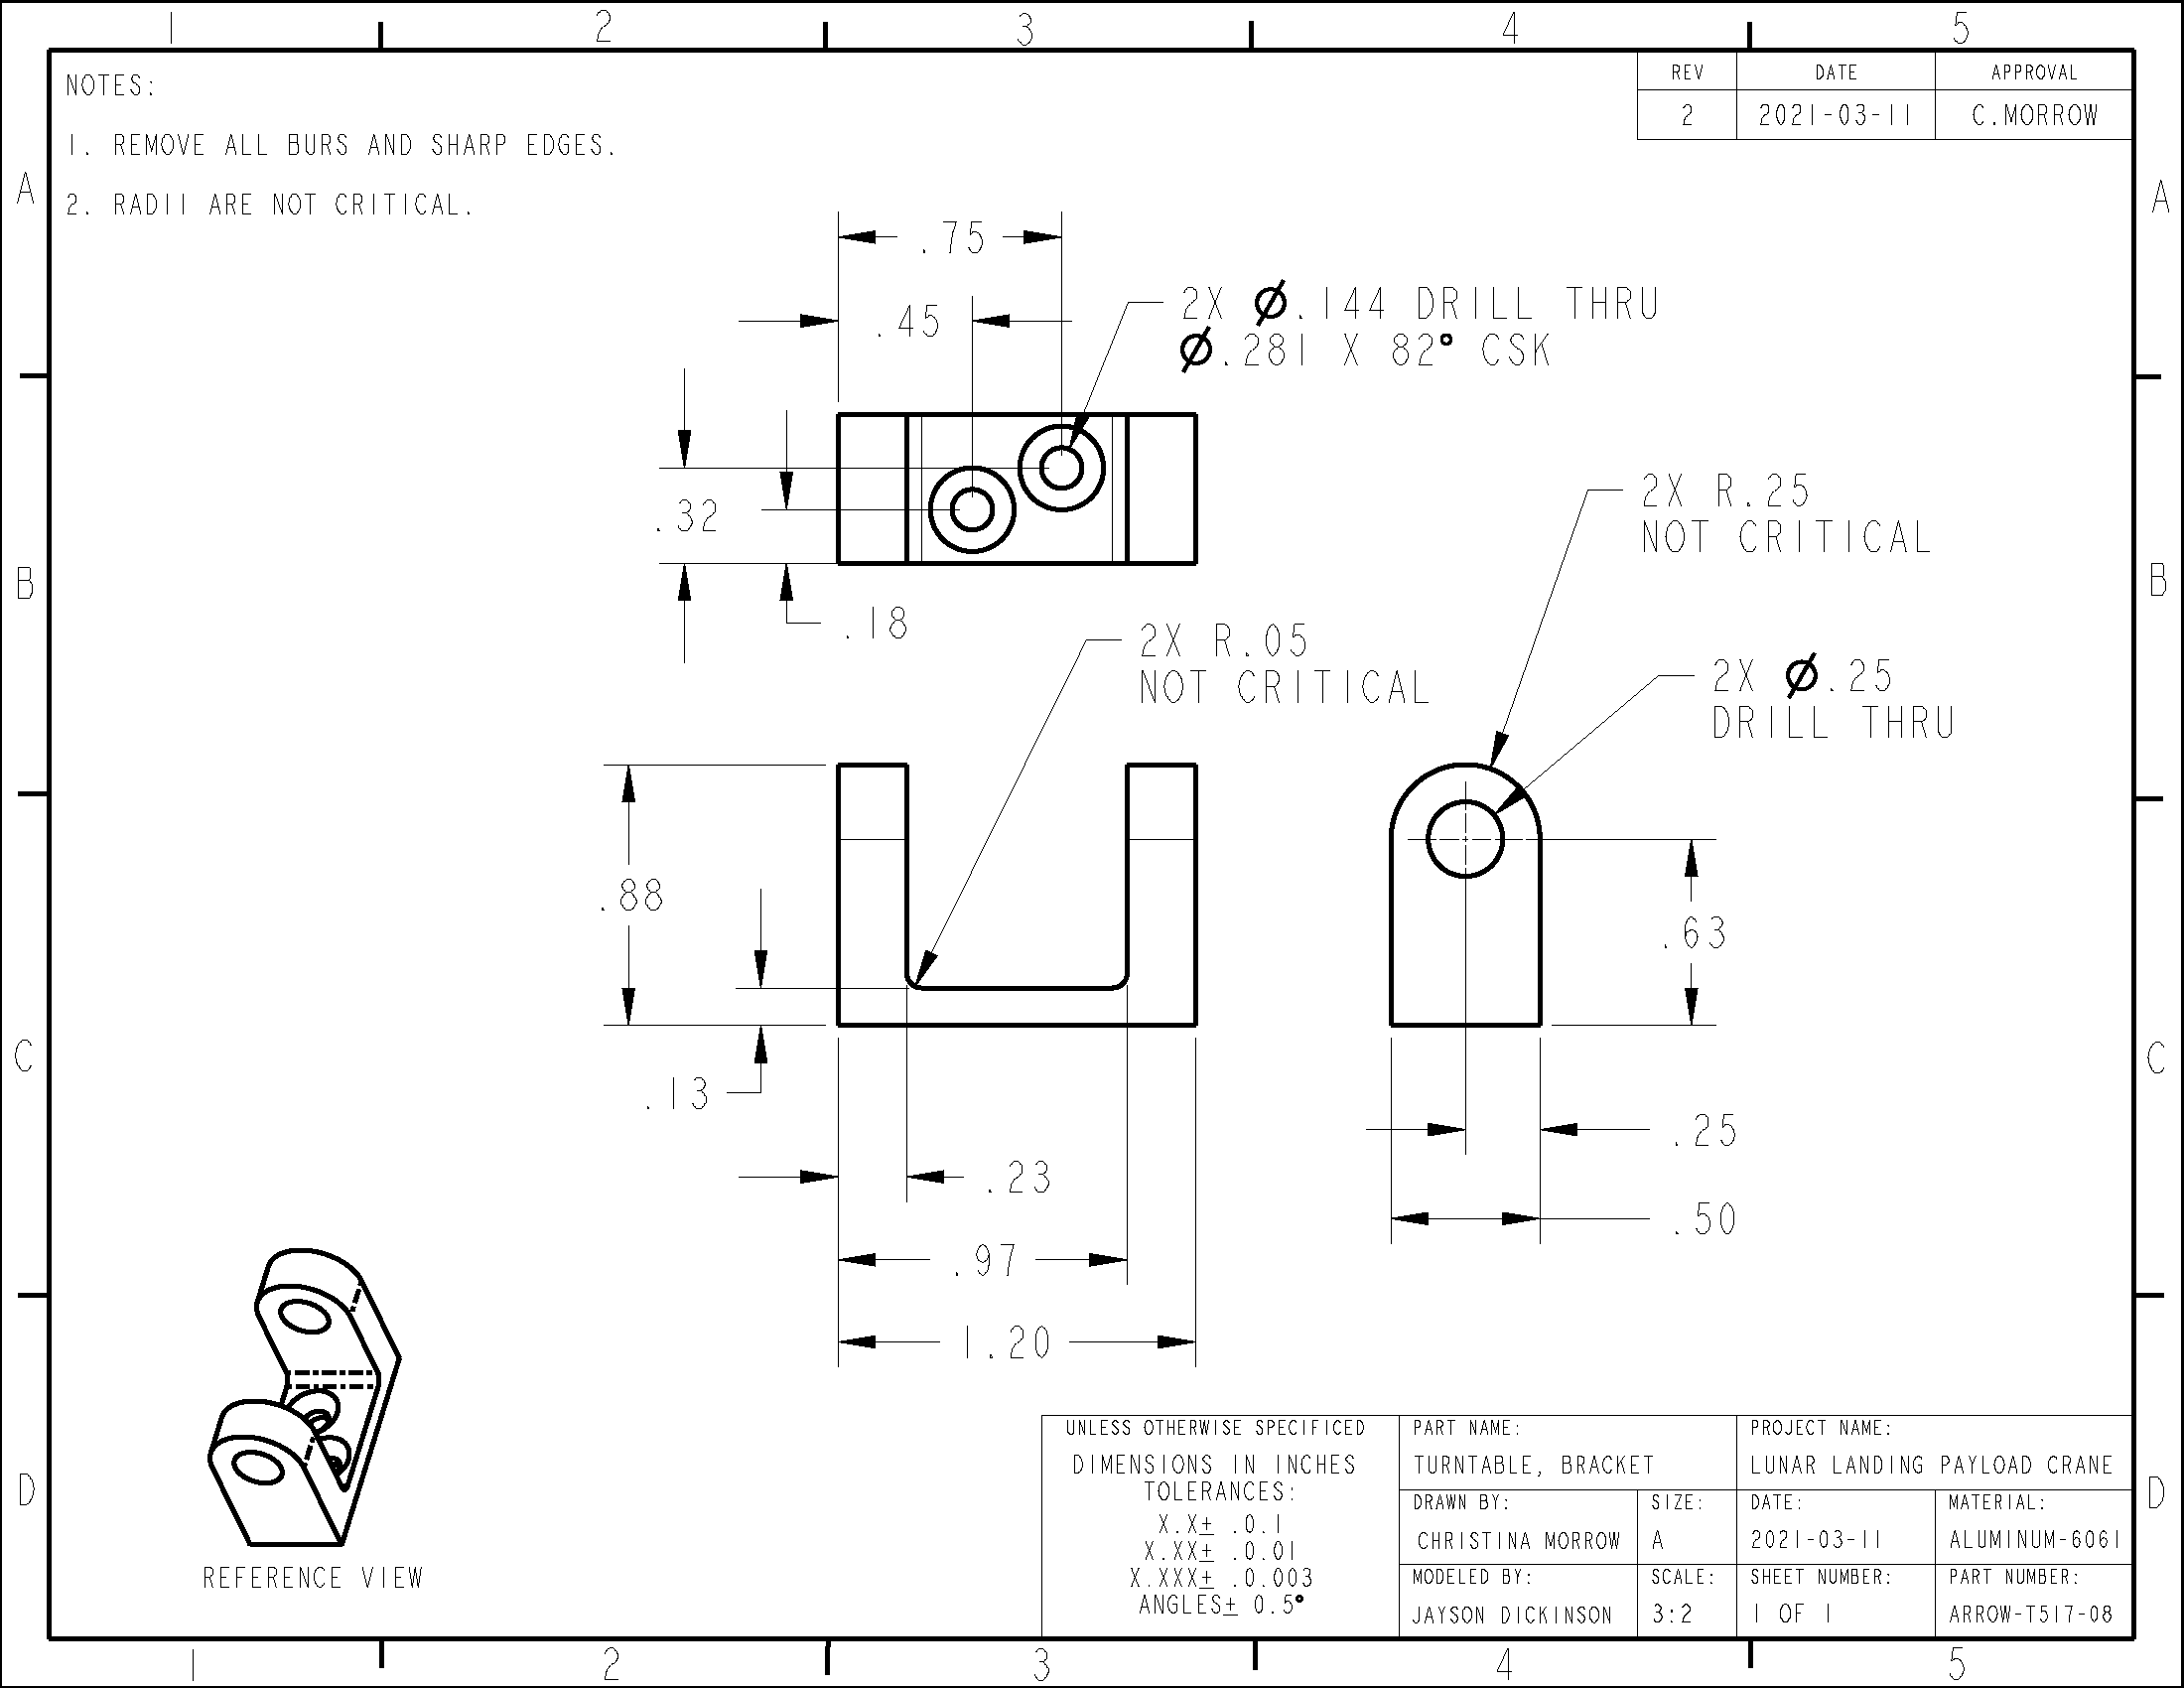 1 2 3 4 5
NOTES:
1. REMOVE ALL BURS AND SHARP EDGES.
2. RADII ARE NOT CRITICAL.
REV DATE APPROVAL
2 2021-03-11 C.MORROW
A A
.75
.45
2X Ø.144 DRILL THRU
Ø.281 X 82° CSK
.32
.18
2X R.25
NOT CRITICAL
B B
2X R.05
NOT CRITICAL
2X Ø.25
DRILL THRU
.88
.63
.13
C C
.25
.23
.50
.97
1.20
D D
REFERENCE VIEW
UNLESS OTHERWISE SPECIFICED
DIMENSIONS IN INCHES
TOLERANCES:
X.X± .0.1
X.XX± .0.01
X.XXX± .0.003
ANGLES± 0.5°
PART NAME:
TURNTABLE, BRACKET
PROJECT NAME:
LUNAR LANDING PAYLOAD CRANE
DRAWN BY:
CHRISTINA MORROW
SIZE:
A
DATE:
2021-03-11
MATERIAL:
ALUMINUM-6061
MODELED BY:
JAYSON DICKINSON
SCALE:
3:2
SHEET NUMBER:
1 OF 1
PART NUMBER:
ARROW-T517-08
1 2 3 4 5